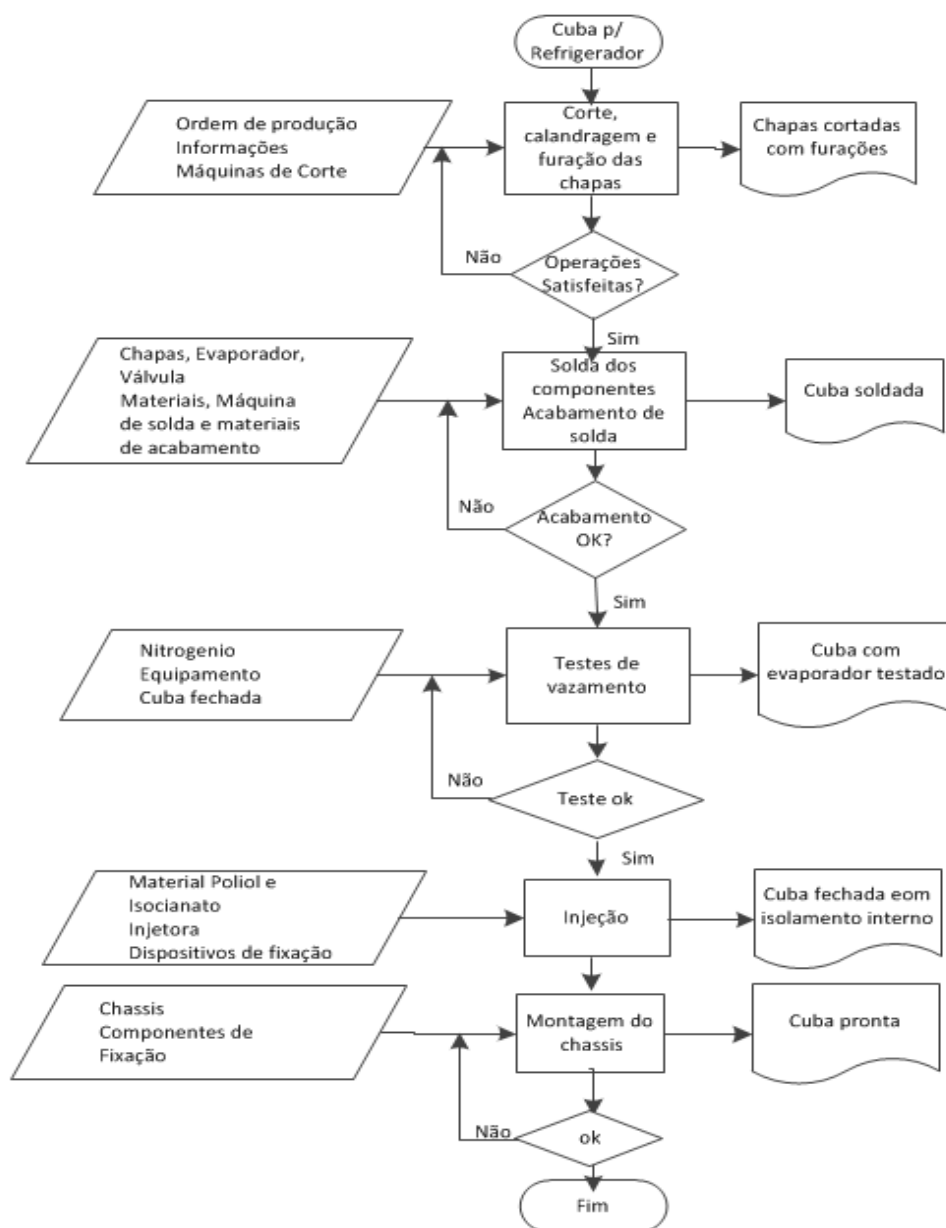 Cuba p/
Refrigerador
Ordem de produção
Informações
Máquinas de Corte
Corte,
calandragem e
furação das
chapas
Chapas cortadas
com furações
Não
Operações
Satisfeitas?
Sim
Chapas, Evaporador,
Válvula
Materiais, Máquina
de solda e materiais
de acabamento
Solda dos
componentes
Acabamento de
solda
Cuba soldada
Não
Acabamento
OK?
Sim
Nitrogenio
Equipamento
Cuba fechada
Testes de
vazamento
Cuba com
evaporador testado
Não
Teste ok
Sim
Material Poliol e
Isocianato
Injetora
Dispositivos de fixação
Injeção
Cuba fechada eom
isolamento interno
Chassis
Componentes de
Fixação
Montagem do
chassis
Cuba pronta
Não
ok
Fim